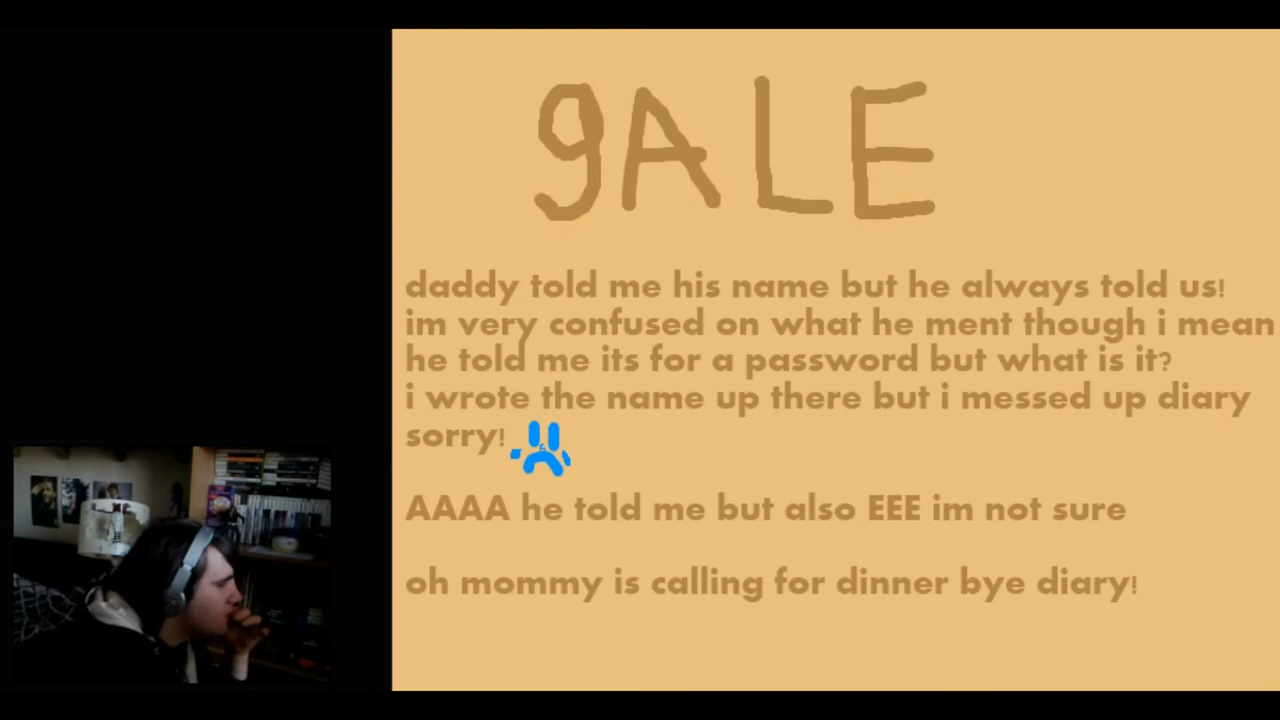 gALE
daddy told me his name but he always told us!
im very confused on what he ment though i mean
he told me its for a password but what is it?
i wrote the name up there but i messed up diary
sorry!
AAAA he told me but also EEE im not sure
oh mommy is calling for dinner bye diary!